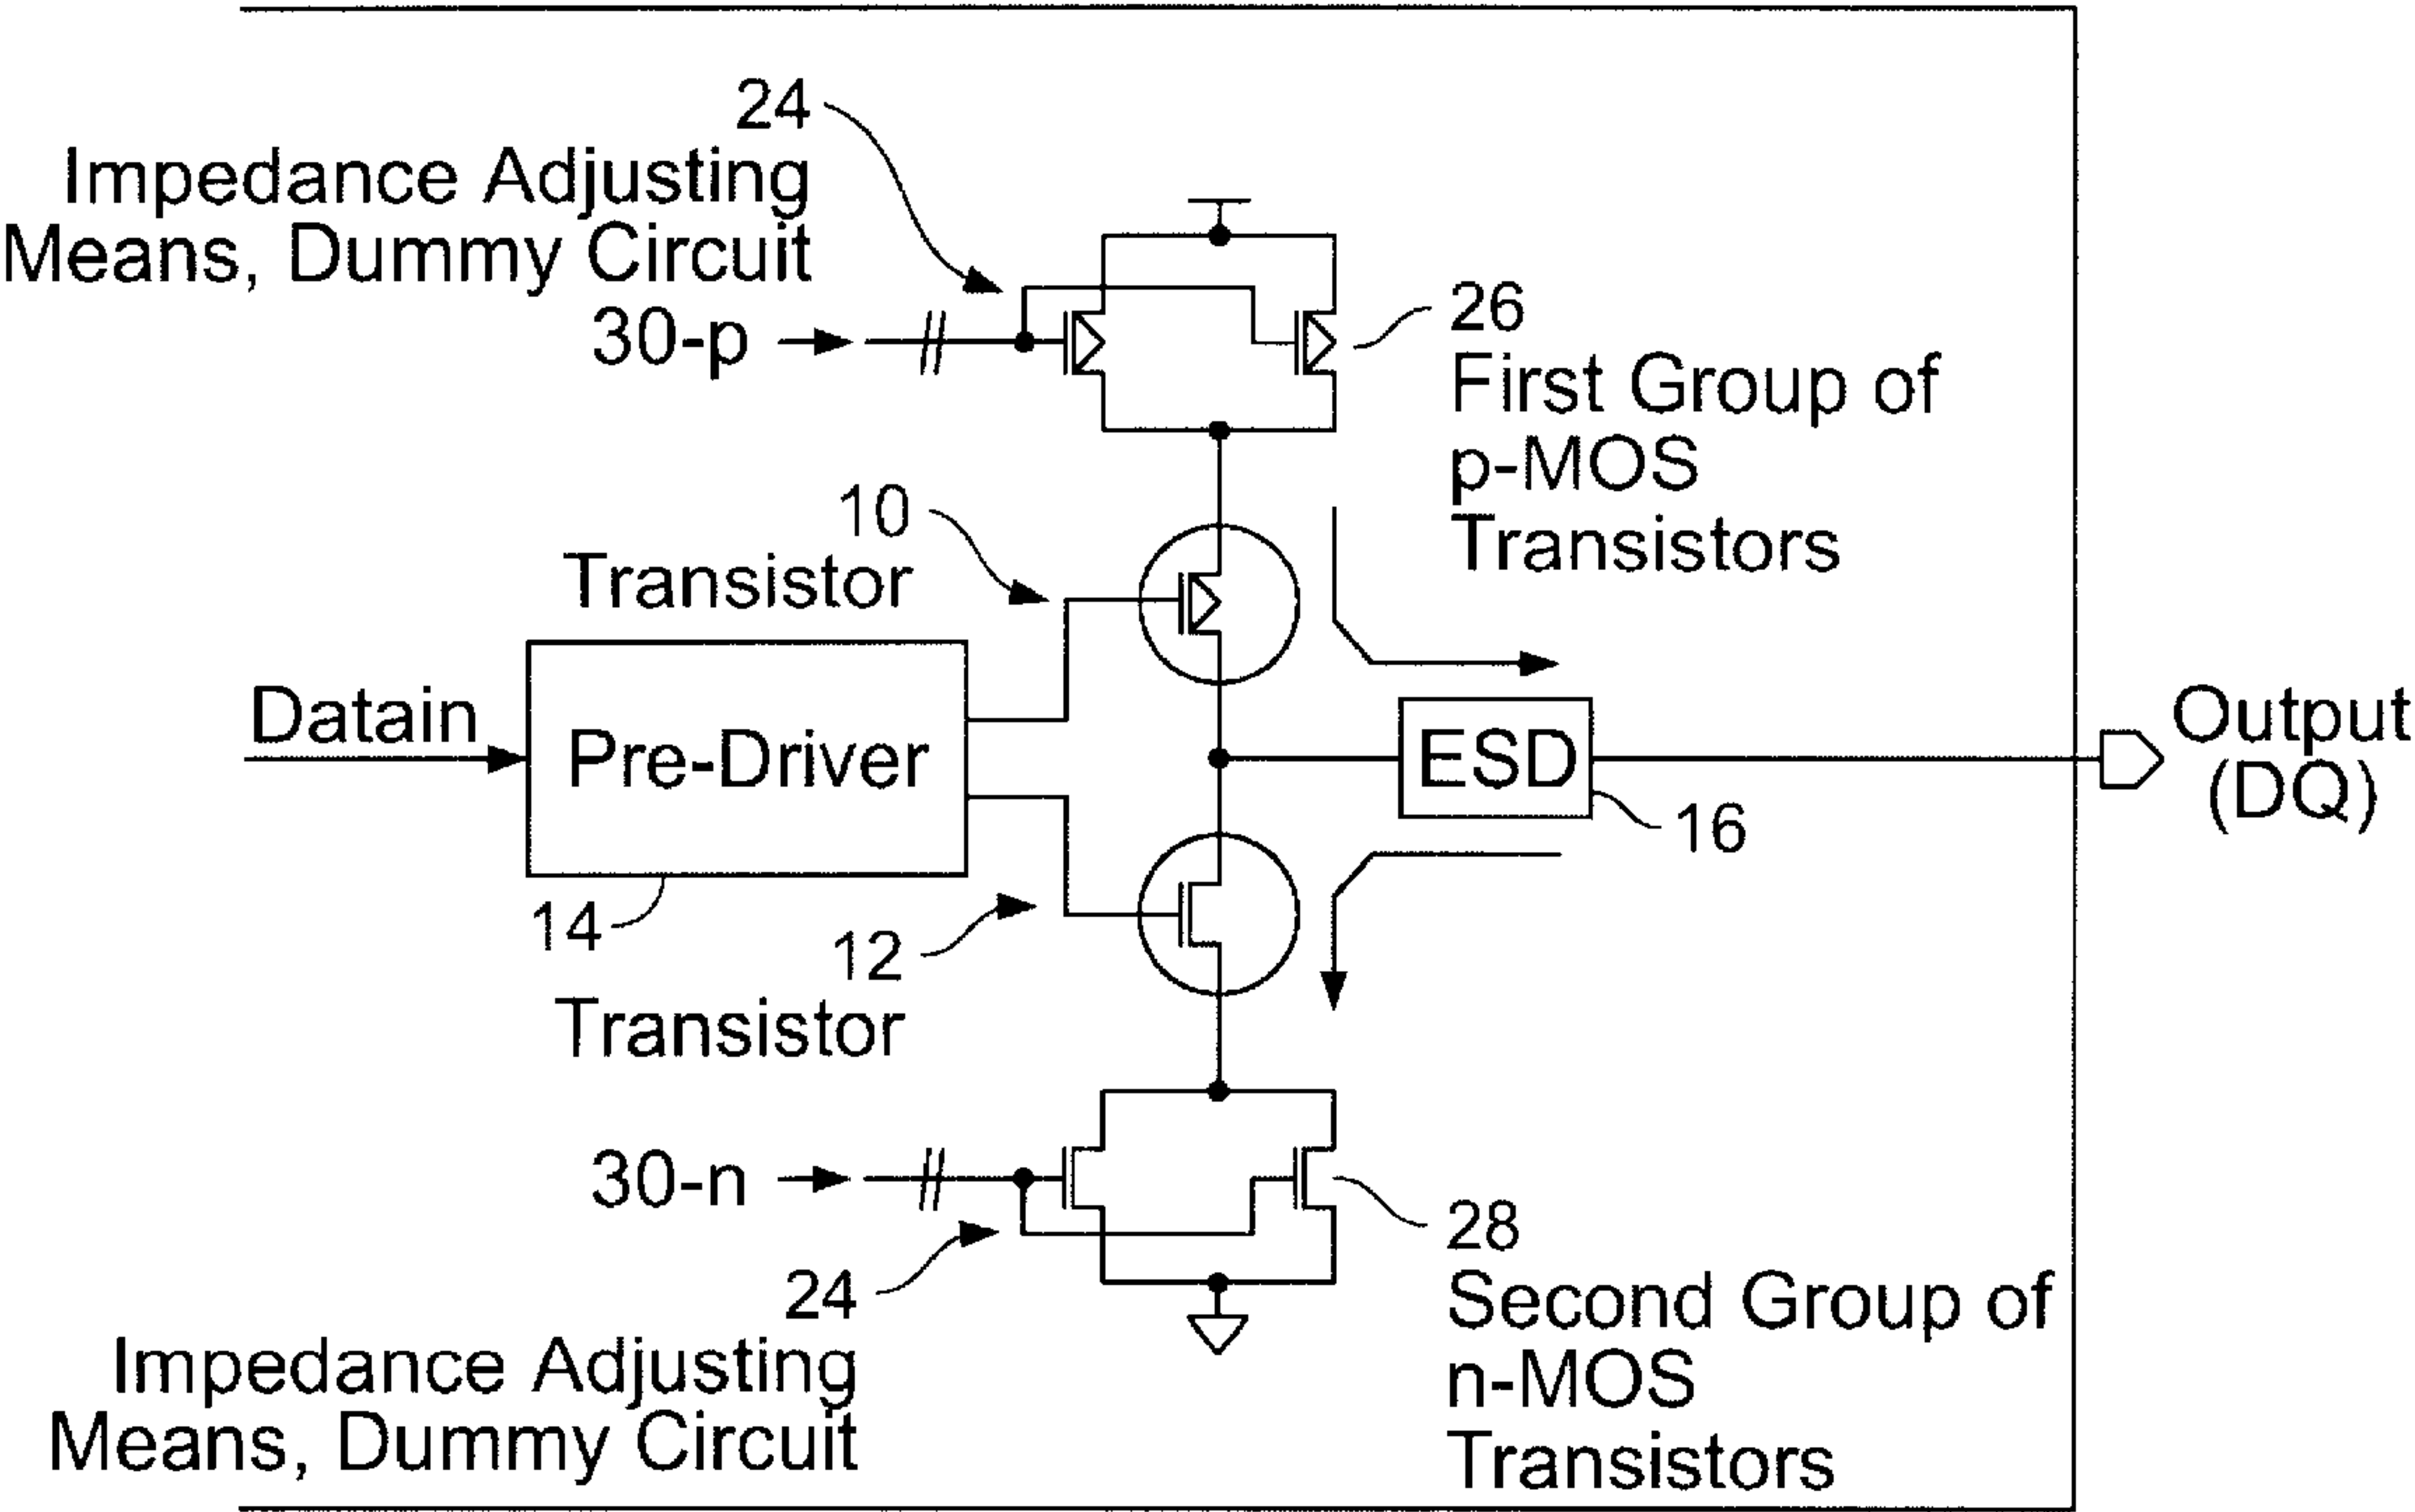 24
Impedance Adjusting
Means, Dummy Circuit
30-p
26
First Group of
p-MOS
Transistors
10
Transistor
Datain
Pre-Driver
ESD
Output
(DQ)
16
14
12
Transistor
30-n
28
Second Group of
n-MOS
Transistors
24
Impedance Adjusting
Means, Dummy Circuit